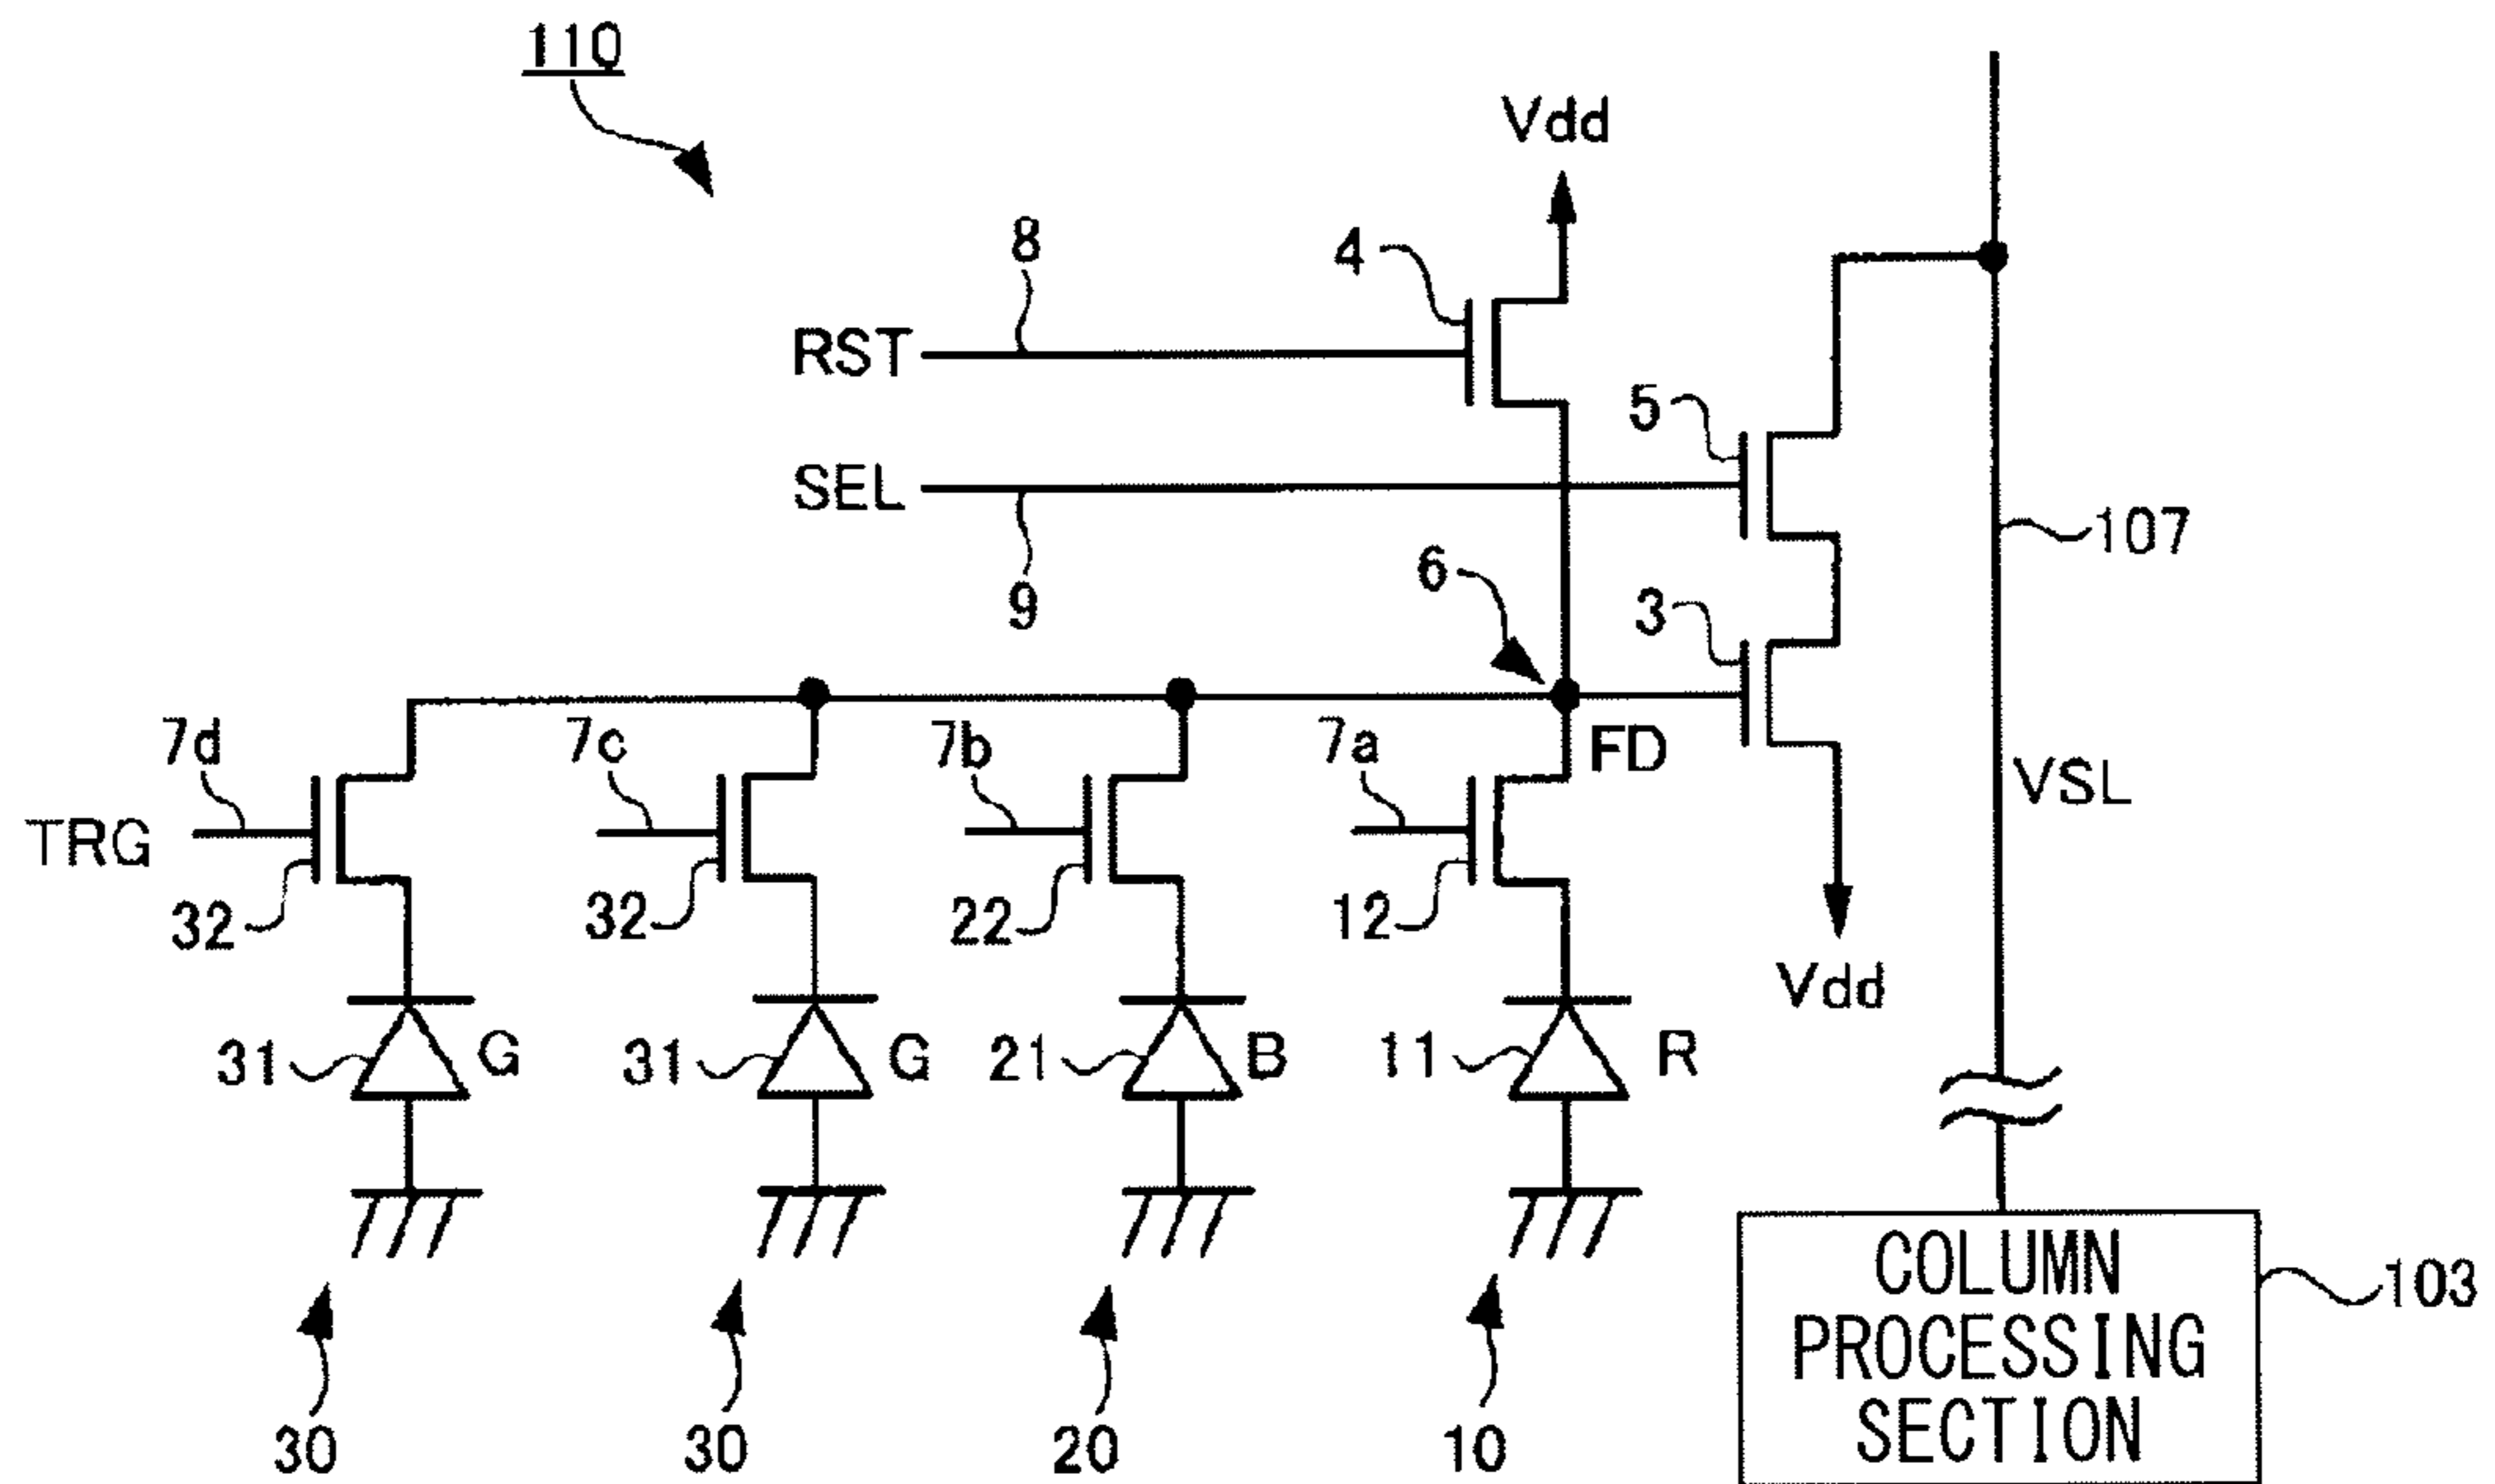 110
Vdd
8
4
RST
5
SEL
107
6
9
3
7d
7c
7b
7a
FD
VSL
TRG
32
32
22
12
Vdd
31
G
31
G
21
B
11
R
COLUMN
PROCESSING
SECTION
103
30
30
20
10